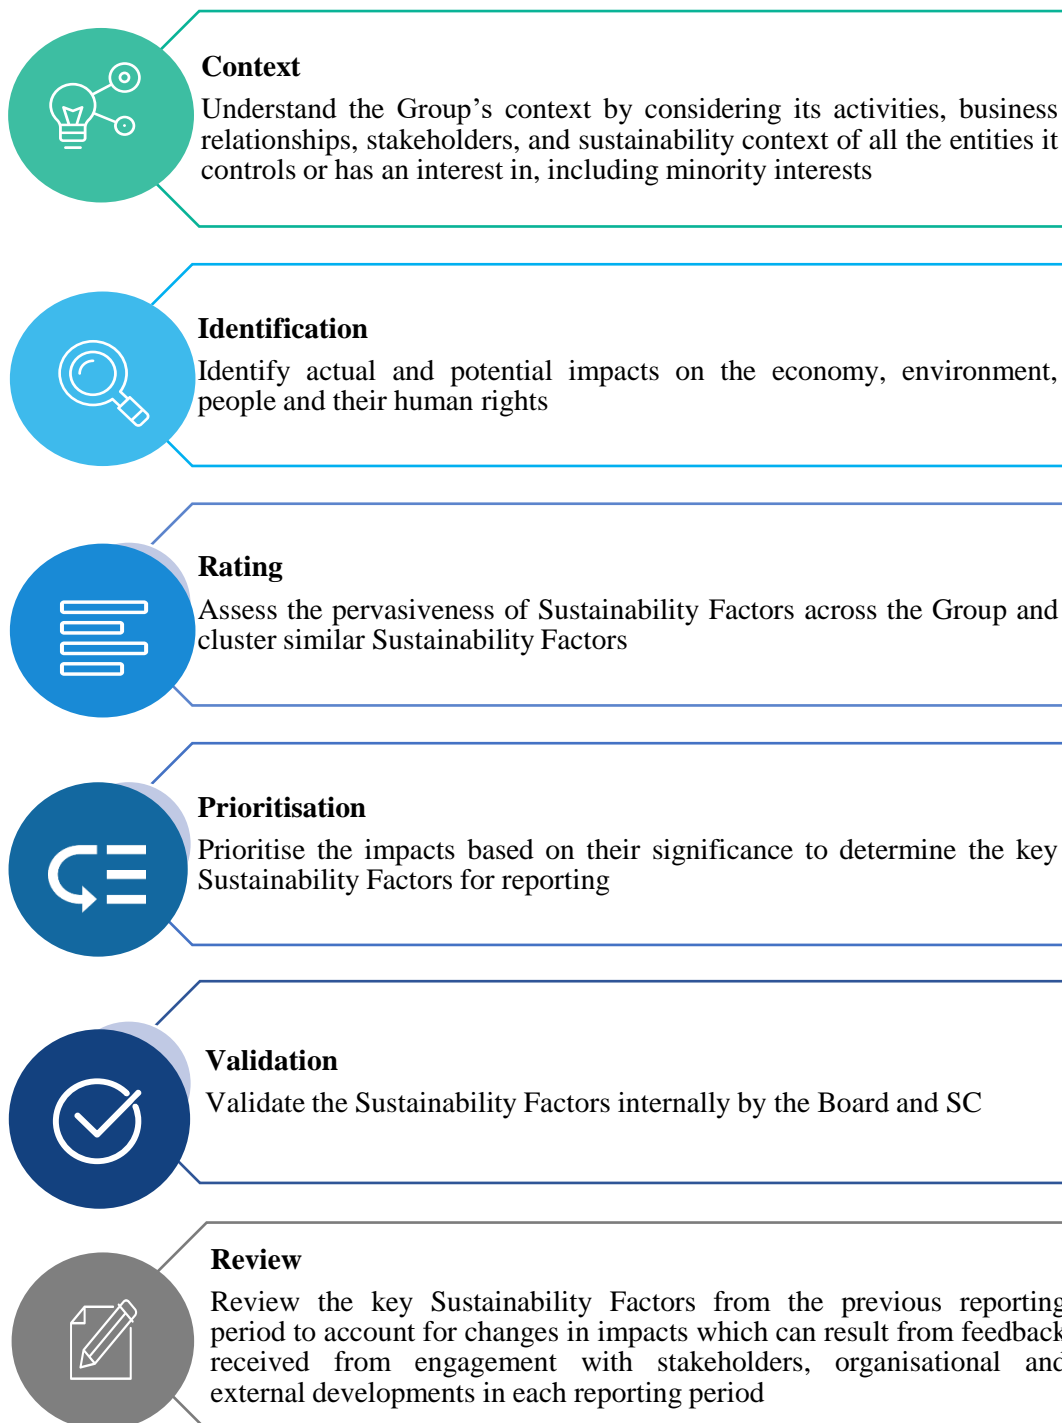 Context
Understand the Group’s context by considering its activities, business
relationships, stakeholders, and sustainability context of all the entities it
controls or has an interest in, including minority interests
Identification
Identify actual and potential impacts on the economy, environment,
people and their human rights
Rating
Assess the pervasiveness of Sustainability Factors across the Group and
cluster similar Sustainability Factors
Prioritisation
Prioritise the impacts based on their significance to determine the key
Sustainability Factors for reporting
Validation
Validate the Sustainability Factors internally by the Board and SC
Review
Review the key Sustainability Factors from the previous reporting
period to account for changes in impacts which can result from feedback
received from engagement with stakeholders, organisational and
external developments in each reporting period